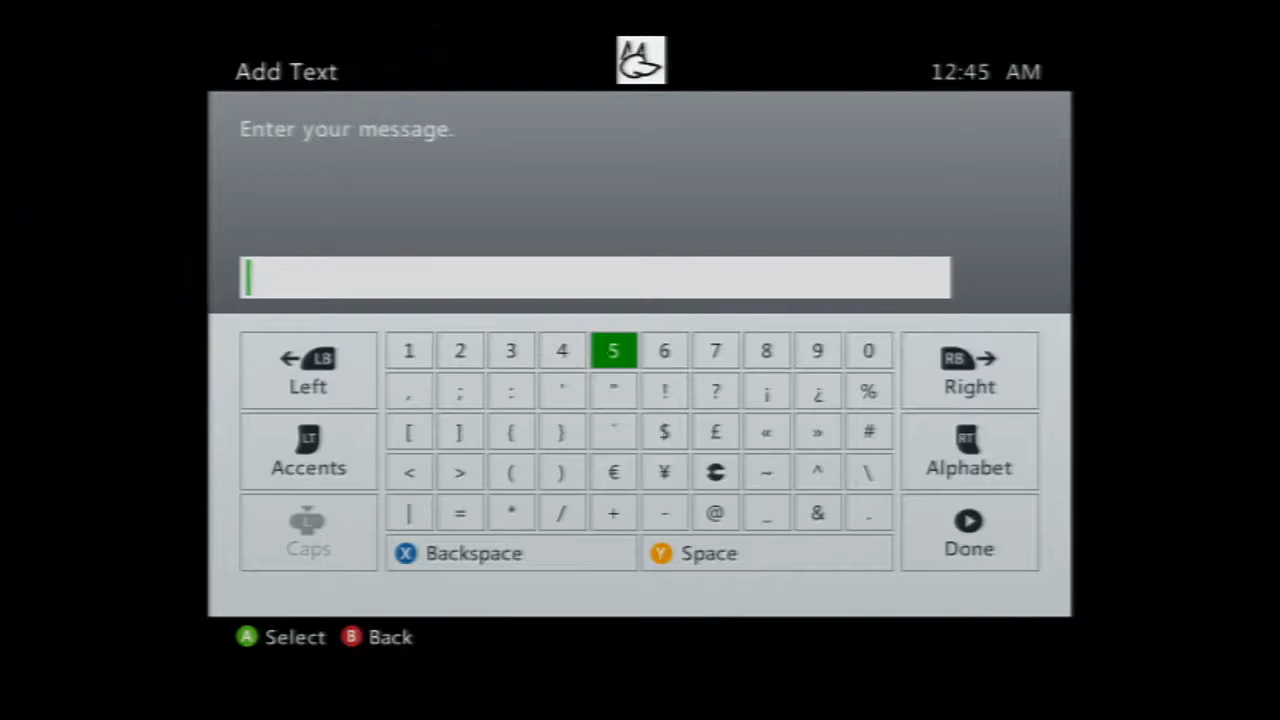 Add Text 12:45 AM
Enter your message.
LB 1 2 3 4 5 6 7 8 9 0 RB
Left , ; : ' " ! ? ¡ ¿ % Right
LT [ ] { } ` $ £ « » # RT
Accents < > ( ) € ¥ ~ ^ \ Alphabet
L | = * / + - @ _ & .
Caps X Backspace Y Space Done
A Select B Back